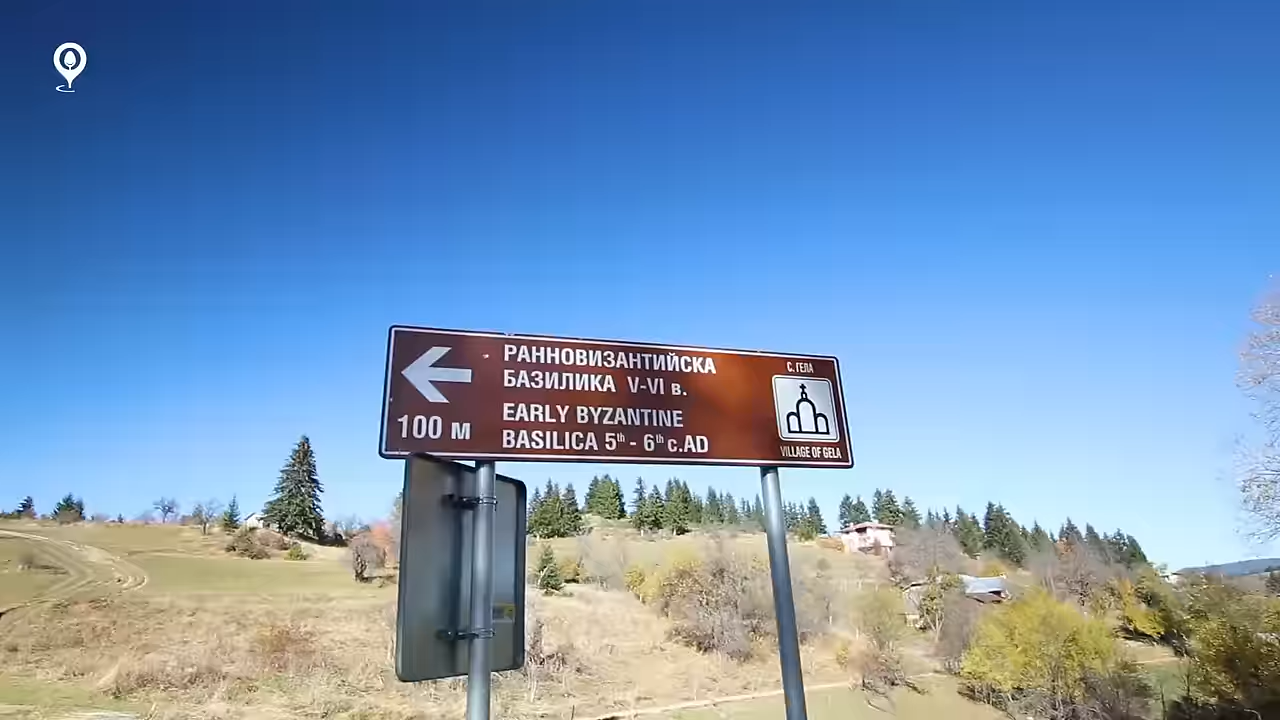 РАННОВИЗАНТИЙСКА
БАЗИЛИКА V-VI в.
EARLY BYZANTINE
BASILICA 5th - 6th c.AD
100 м
С. ГЕЛА
VILLAGE OF GELA